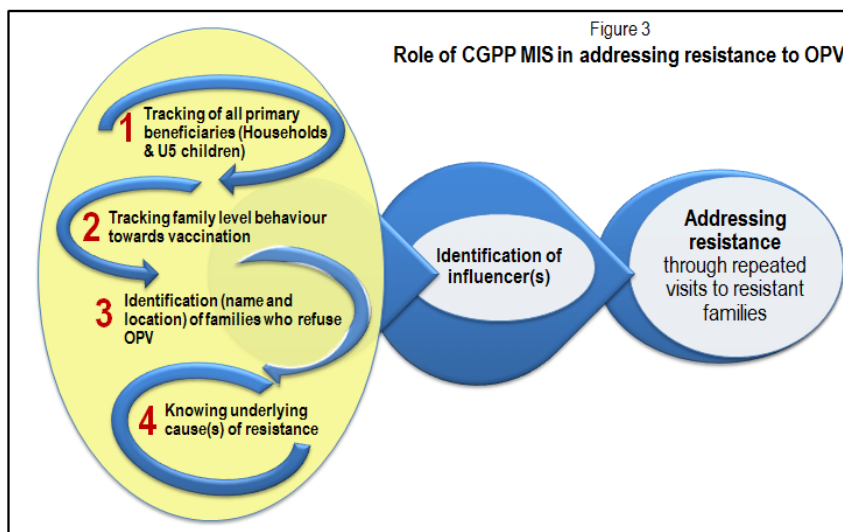 Figure 3
Role of CGPP MIS in addressing resistance to OPV
1 Tracking of all primary
beneficiaries (Households
& U5 children)
2 Tracking family level behaviour
towards vaccination
3 Identification (name and
location) of families who refuse
OPV
4 Knowing underlying
cause(s) of resistance
Identification of
influencer(s)
Addressing
resistance
through repeated
visits to resistant
families